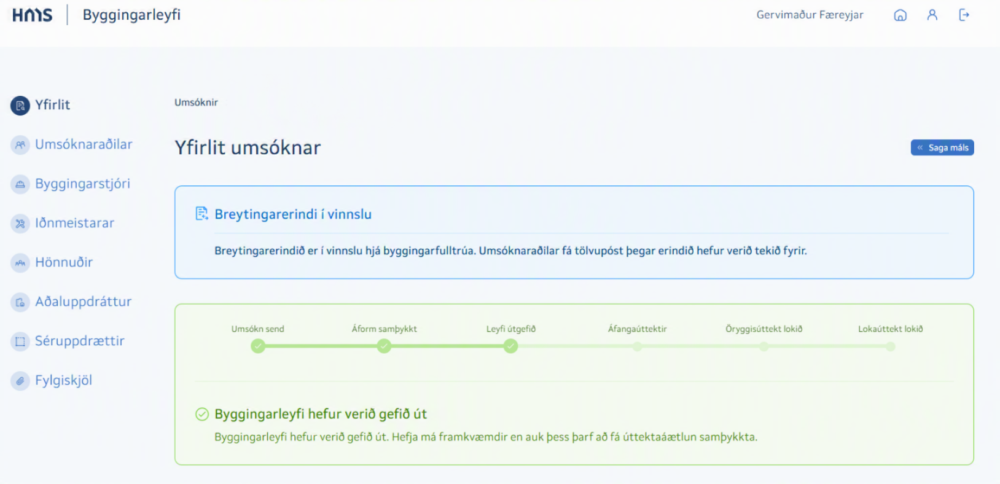 HMS
Byggingarleyfi
Gervimaður Færeyjar
Yfirlit
Umsóknaraðilar
Byggingarstjóri
Iðnmeistarar
Hönnuðir
Aðaluppdráttur
Séruppdrættir
Fylgiskjöl
Umsóknir
Yfirlit umsóknar
« Saga máls
Breytingarerindi í vinnslu
Breytingarerindið er í vinnslu hjá byggingarfulltrúa. Umsóknaraðilar fá tölvupóst þegar erindið hefur verið tekið fyrir.
Umsókn send
Áform samþykkt
Leyfi útgefið
Áfangaúttektir
Öryggisúttekt lokið
Lokaúttekt lokið
Byggingarleyfi hefur verið gefið út
Byggingarleyfi hefur verið gefið út. Hefja má framkvæmdir en auk þess þarf að fá úttektaáætlun samþykkta.